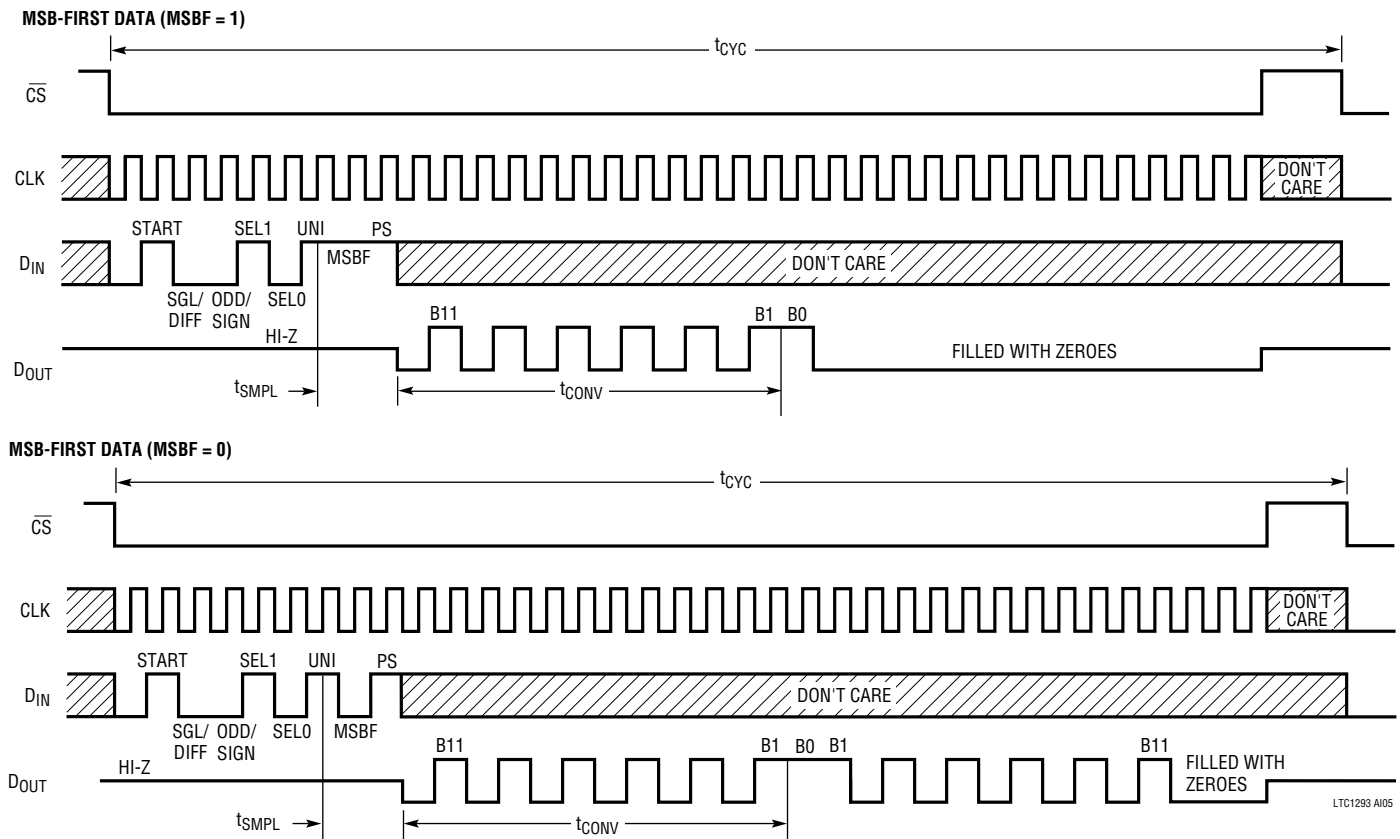 MSB-FIRST DATA (MSBF = 1)
tCYC
CS
CLK
DON'T
CARE
START
SEL1
UNI
PS
DIN
MSBF
DON'T CARE
SGL/
DIFF
ODD/
SIGN
SEL0
HI-Z
B11
B1
B0
FILLED WITH ZEROES
DOUT
tSMPL
tCONV
MSB-FIRST DATA (MSBF = 0)
tCYC
CS
CLK
DON'T
CARE
START
SEL1
UNI
PS
DIN
DON'T CARE
SGL/
DIFF
ODD/
SIGN
SEL0
MSBF
HI-Z
B11
B1
B0
B1
B11
FILLED WITH
ZEROES
DOUT
tSMPL
tCONV
LTC1293 AI05